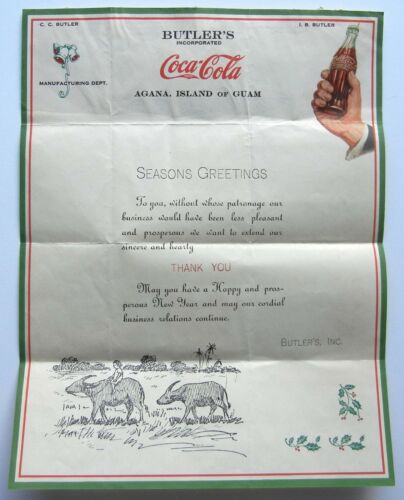 C. C. BUTLER
BUTLER'S
I. B. BUTLER
INCORPORATED
Coca-Cola
MANUFACTURING DEPT.
AGANA, ISLAND OF GUAM
SEASONS GREETINGS
To you, without whose patronage our
business would have been less pleasant
and prosperous we want to extend our
sincere and hearty
THANK YOU
May you have a Happy and pros-
perous New Year and may our cordial
business relations continue.
BUTLER'S, INC.